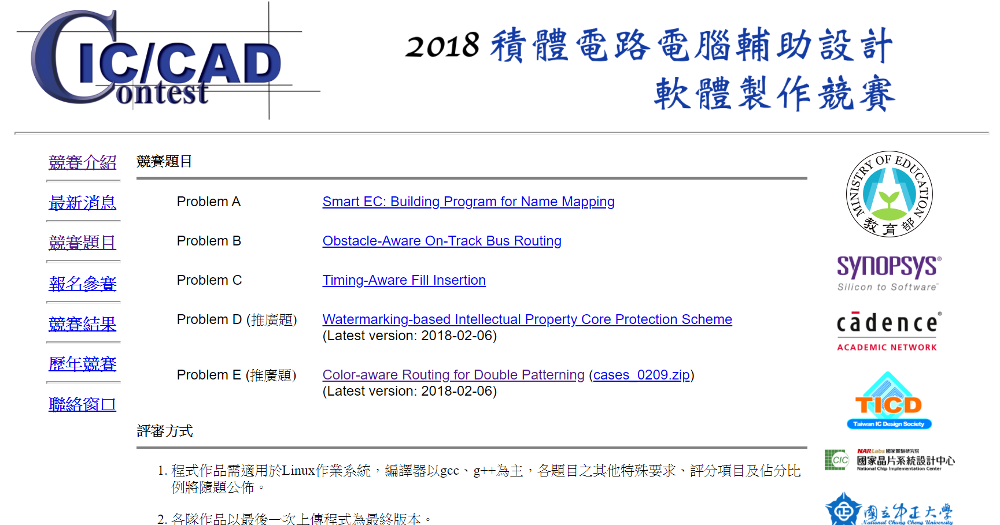 CIC/CAD
Contest
2018 積體電路電腦輔助設計
軟體製作競賽
競賽介紹
最新消息
競賽題目
報名參賽
競賽結果
歷年競賽
聯絡窗口
競賽題目
Problem A Smart EC: Building Program for Name Mapping
Problem B Obstacle-Aware On-Track Bus Routing
Problem C Timing-Aware Fill Insertion
Problem D (推廣題) Watermarking-based Intellectual Property Core Protection Scheme
(Latest version: 2018-02-06)
Problem E (推廣題) Color-aware Routing for Double Patterning (cases_0209.zip)
(Latest version: 2018-02-06)
評審方式
1. 程式作品需適用於Linux作業系統，編譯器以gcc、g++為主，各題目之其他特殊要求、評分項目及佔分比
例將隨題公佈。
2. 各隊作品以最後一次上傳程式為最終版本。
MINISTRY OF EDUCATION
教育部
SYNOPSYS®
Silicon to Software™
cādence®
ACADEMIC NETWORK
TICD
Taiwan IC Design Society
CIC
NARLabs 國家實驗研究院
國家晶片系統設計中心
National Chip Implementation Center
國立中正大學
National Chung Cheng University